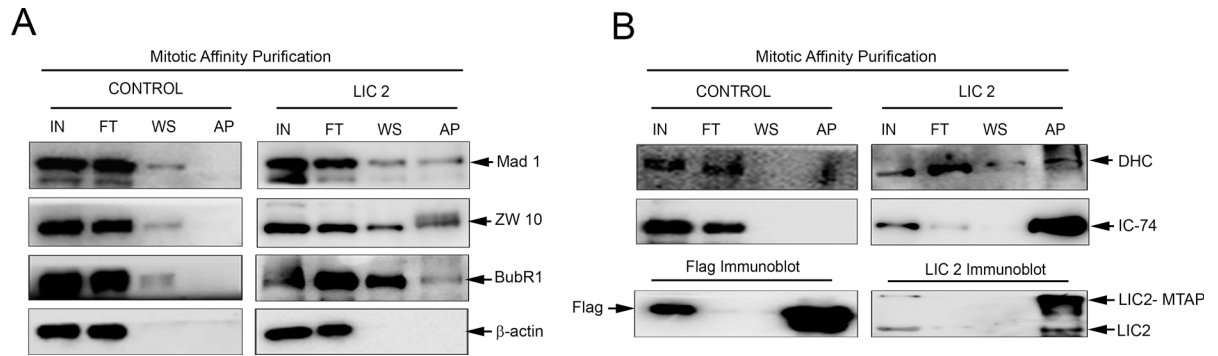 A
Mitotic Affinity Purification
CONTROL LIC 2
IN FT WS AP IN FT WS AP
Mad 1
ZW 10
BubR1
β-actin
B
Mitotic Affinity Purification
CONTROL LIC 2
IN FT WS AP IN FT WS AP
DHC
IC-74
Flag Immunoblot LIC 2 Immunoblot
Flag LIC2- MTAP
LIC2